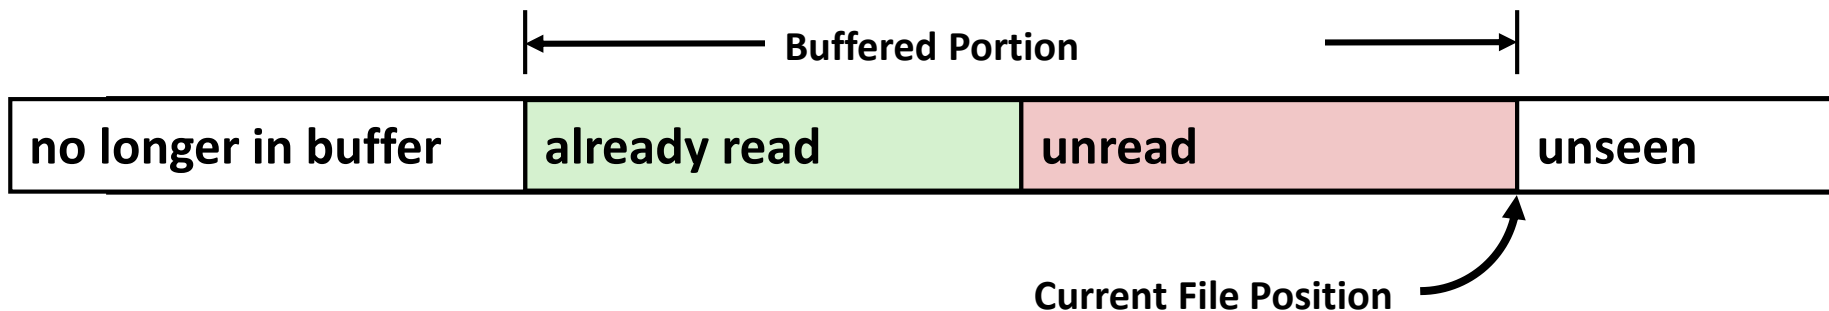 Buffered Portion
no longer in buffer
already read
unread
unseen
Current File Position